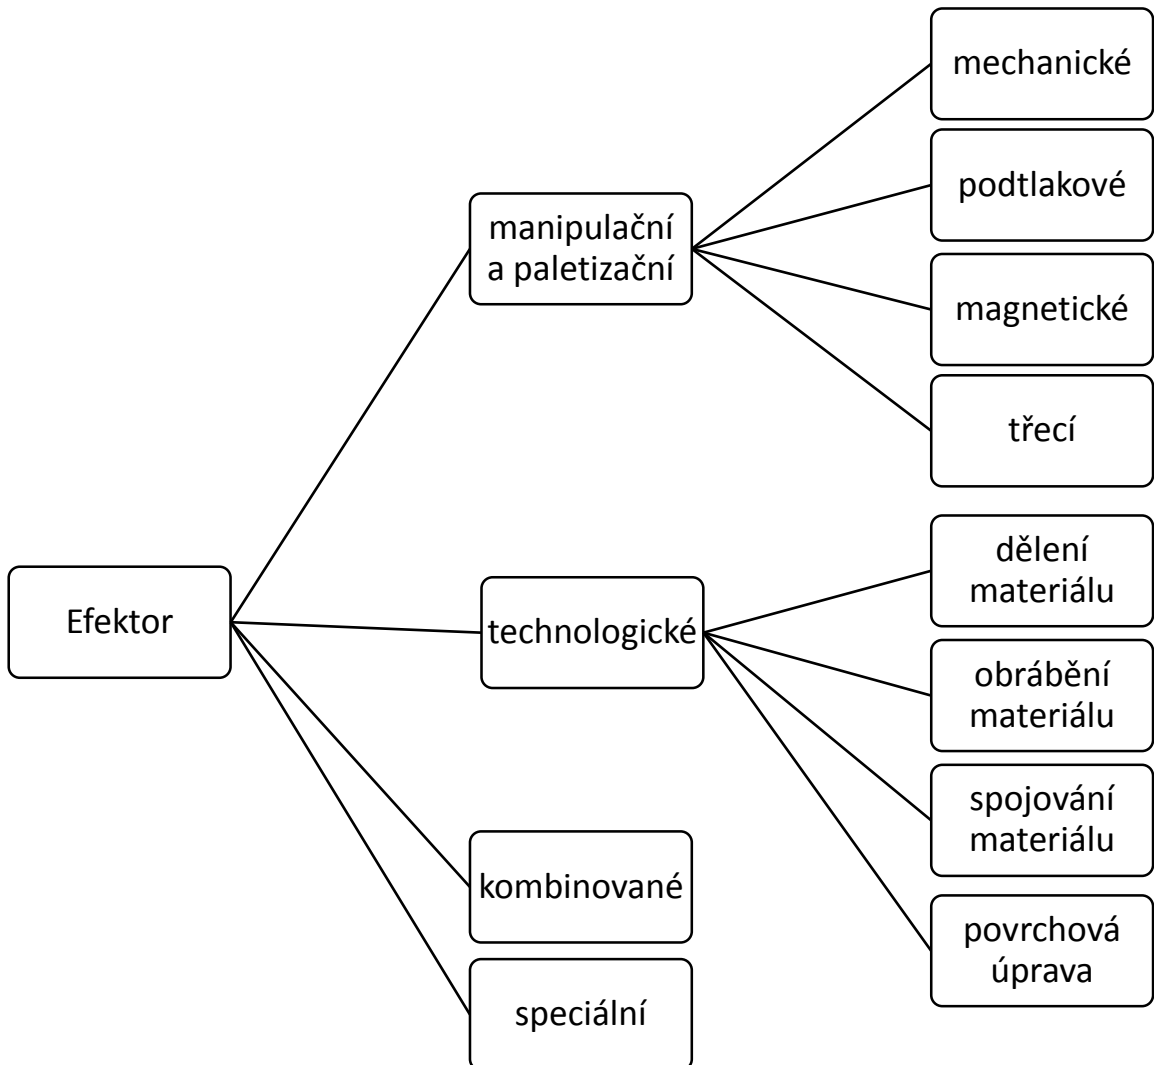 Efektor
manipulační
a paletizační
mechanické
podtlakové
magnetické
třecí
technologické
dělení
materiálu
obrábění
materiálu
spojování
materiálu
povrchová
úprava
kombinované
speciální